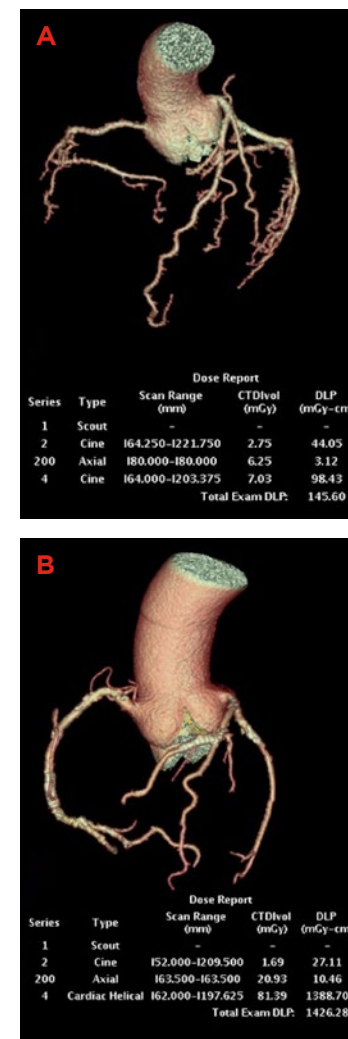 A
Dose Report
Series Type Scan Range (mm) CTDIvol (mGy) DLP (mGy-cm
1 Scout – – –
2 Cine I64.250–I221.750 2.75 44.05
200 Axial I80.000–I80.000 6.25 3.12
4 Cine I64.000–I203.375 7.03 98.43
Total Exam DLP: 145.60
B
Dose Report
Series Type Scan Range (mm) CTDIvol (mGy) DLP (mGy-cm
1 Scout – – –
2 Cine I52.000–I209.500 1.69 27.11
200 Axial I63.500–I63.500 20.93 10.46
4 Cardiac Helical I62.000–I197.625 81.39 1388.70
Total Exam DLP: 1426.28